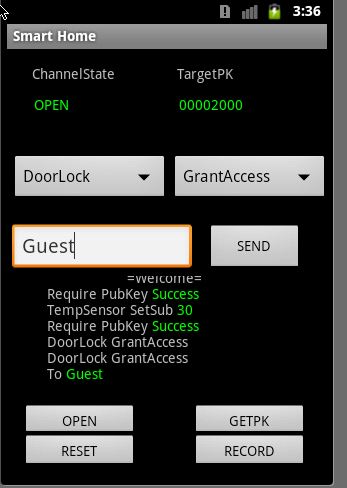 3:36
Smart Home
ChannelState TargetPK
OPEN 00002000
DoorLock GrantAccess
Guest SEND
=Welcome=
Require PubKey Success
TempSensor SetSub 30
Require PubKey Success
DoorLock GrantAccess
DoorLock GrantAccess
To Guest
OPEN GETPK
RESET RECORD